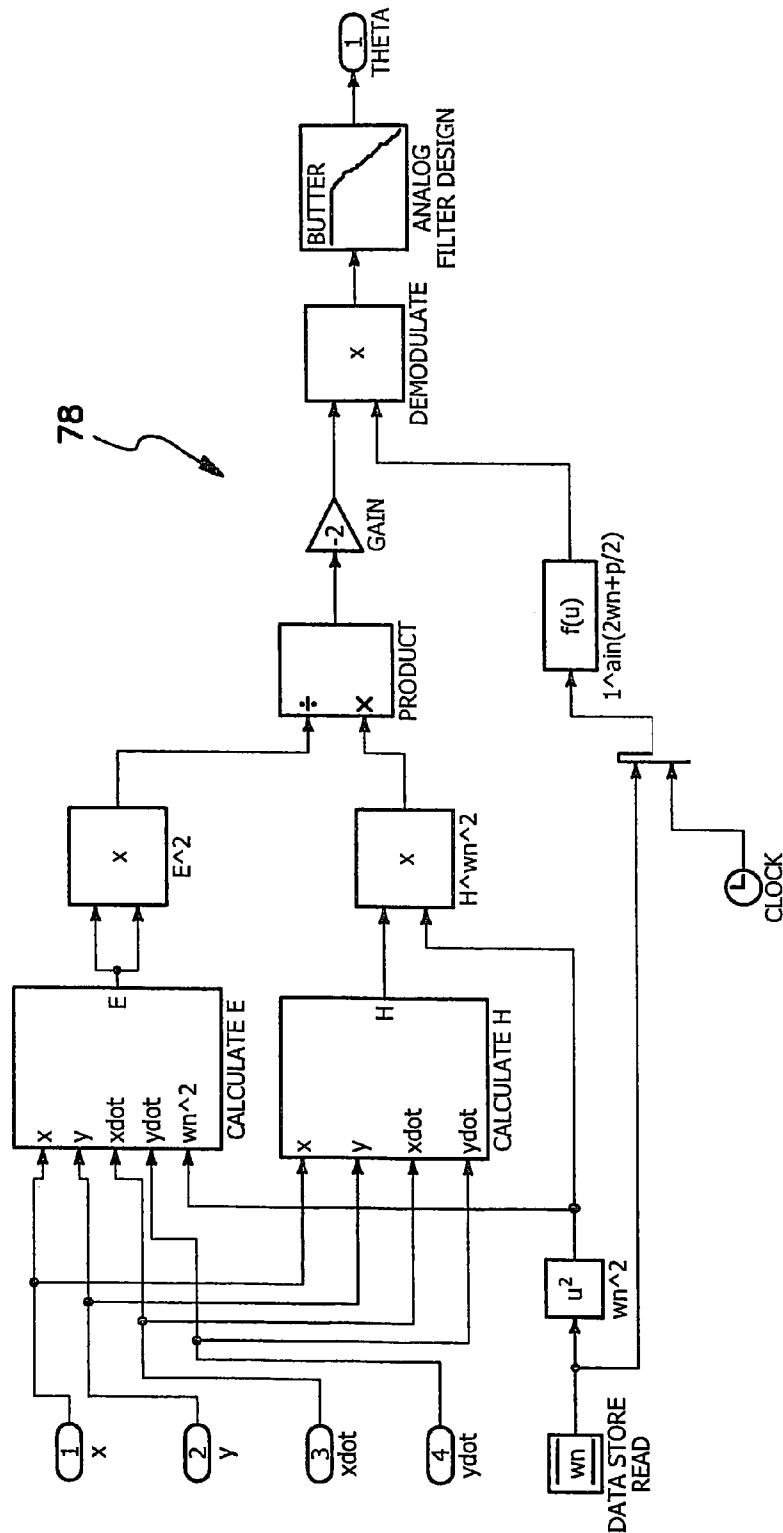 78
1
x
2
y
3
xdot
4
ydot
wn
DATA STORE
READ
u²
wn^2
x
y
xdot
ydot
wn^2
E
CALCULATE E
x
y
xdot
ydot
H
CALCULATE H
x
E^2
x
H^wn^2
CLOCK
÷
×
PRODUCT
f(u)
1^ain(2wn+p/2)
-2
GAIN
x
DEMODULATE
BUTTER
ANALOG
FILTER DESIGN
1
THETA